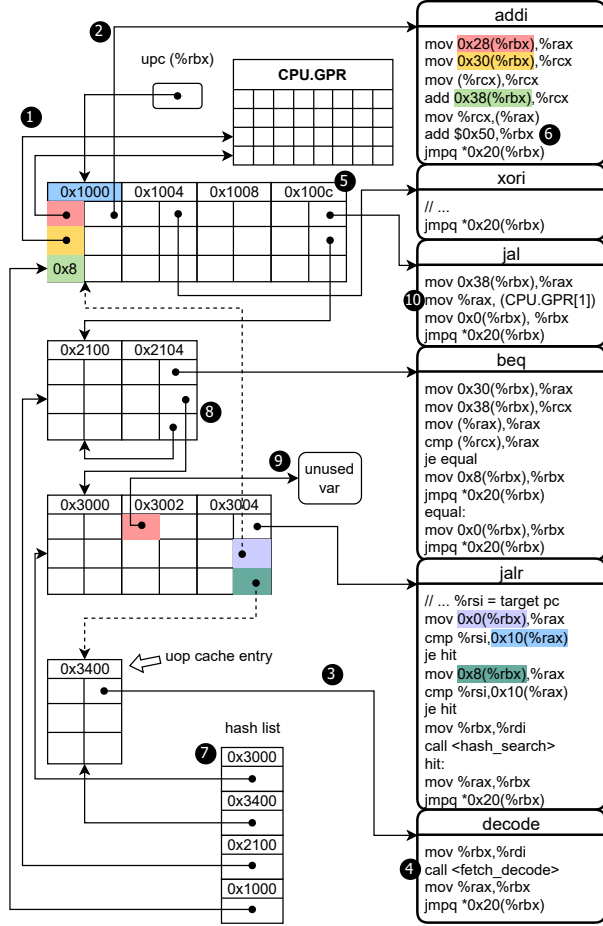 2
upc (%rbx)
CPU.GPR
1
5
0x1000
0x1004
0x1008
0x100c
0x8
0x2100
0x2104
8
9
unused
var
0x3000
0x3002
0x3004
0x3400
uop cache entry
3
hash list
7
0x3000
0x3400
0x2100
0x1000
addi
mov 0x28(%rbx),%rax
mov 0x30(%rbx),%rcx
mov (%rcx),%rcx
add 0x38(%rbx),%rcx
mov %rcx,(%rax)
add $0x50,%rbx 6
jmpq *0x20(%rbx)
xori
// ...
jmpq *0x20(%rbx)
jal
mov 0x38(%rbx),%rax
10 mov %rax, (CPU.GPR[1])
mov 0x0(%rbx), %rbx
jmpq *0x20(%rbx)
beq
mov 0x30(%rbx),%rax
mov 0x38(%rbx),%rcx
mov (%rax),%rax
cmp (%rcx),%rax
je equal
mov 0x8(%rbx),%rbx
jmpq *0x20(%rbx)
equal:
mov 0x0(%rbx),%rbx
jmpq *0x20(%rbx)
jalr
// ... %rsi = target pc
mov 0x0(%rbx),%rax
cmp %rsi,0x10(%rax)
je hit
mov 0x8(%rbx),%rax
cmp %rsi,0x10(%rax)
je hit
mov %rbx,%rdi
call <hash_search>
hit:
mov %rax,%rbx
jmpq *0x20(%rbx)
decode
mov %rbx,%rdi
4 call <fetch_decode>
mov %rax,%rbx
jmpq *0x20(%rbx)